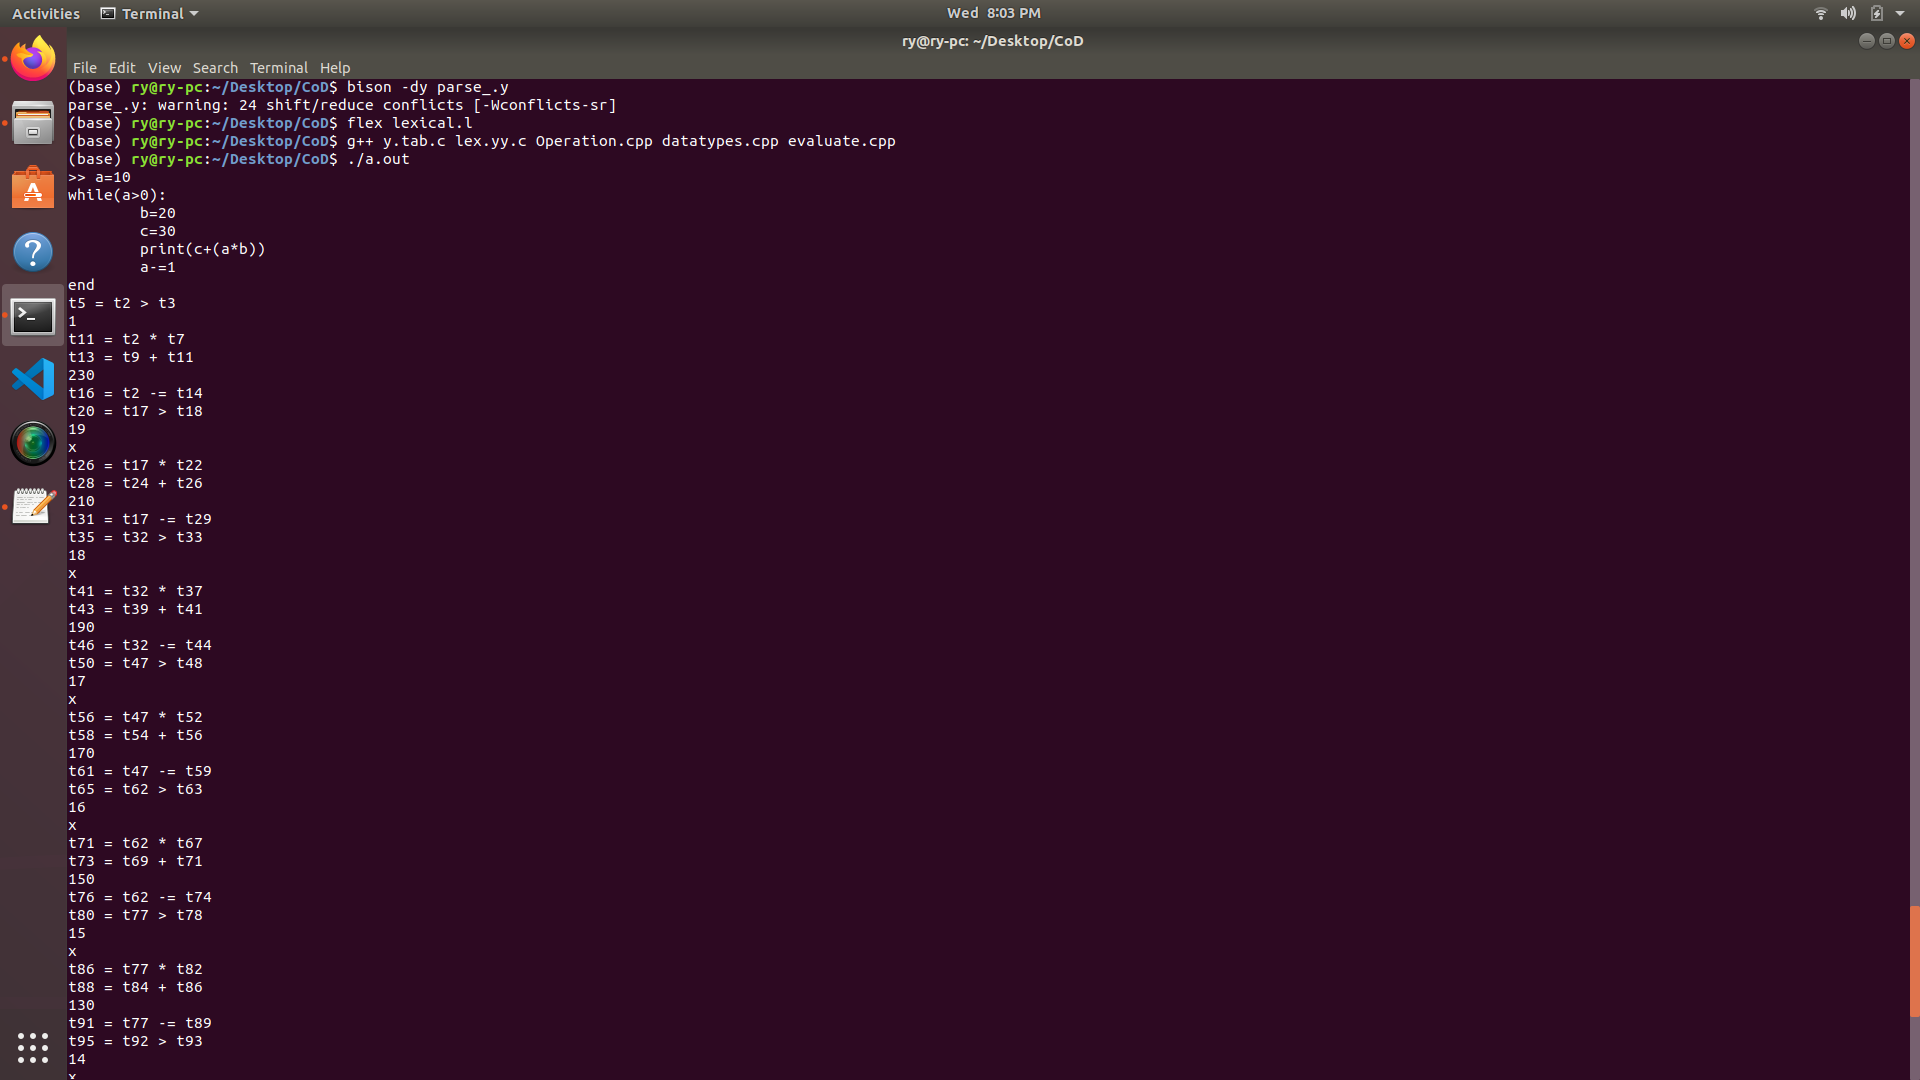 Activities Terminal Wed 8:03 PM
ry@ry-pc: ~/Desktop/CoD
File Edit View Search Terminal Help
(base) ry@ry-pc:~/Desktop/CoD$ bison -dy parse_.y
parse_.y: warning: 24 shift/reduce conflicts [-Wconflicts-sr]
(base) ry@ry-pc:~/Desktop/CoD$ flex lexical.l
(base) ry@ry-pc:~/Desktop/CoD$ g++ y.tab.c lex.yy.c Operation.cpp datatypes.cpp evaluate.cpp
(base) ry@ry-pc:~/Desktop/CoD$ ./a.out
>> a=10
while(a>0):
        b=20
        c=30
        print(c+(a*b))
        a-=1
end
t5 = t2 > t3
1
t11 = t2 * t7
t13 = t9 + t11
230
t16 = t2 -= t14
t20 = t17 > t18
19
x
t26 = t17 * t22
t28 = t24 + t26
210
t31 = t17 -= t29
t35 = t32 > t33
18
x
t41 = t32 * t37
t43 = t39 + t41
190
t46 = t32 -= t44
t50 = t47 > t48
17
x
t56 = t47 * t52
t58 = t54 + t56
170
t61 = t47 -= t59
t65 = t62 > t63
16
x
t71 = t62 * t67
t73 = t69 + t71
150
t76 = t62 -= t74
t80 = t77 > t78
15
x
t86 = t77 * t82
t88 = t84 + t86
130
t91 = t77 -= t89
t95 = t92 > t93
14
x